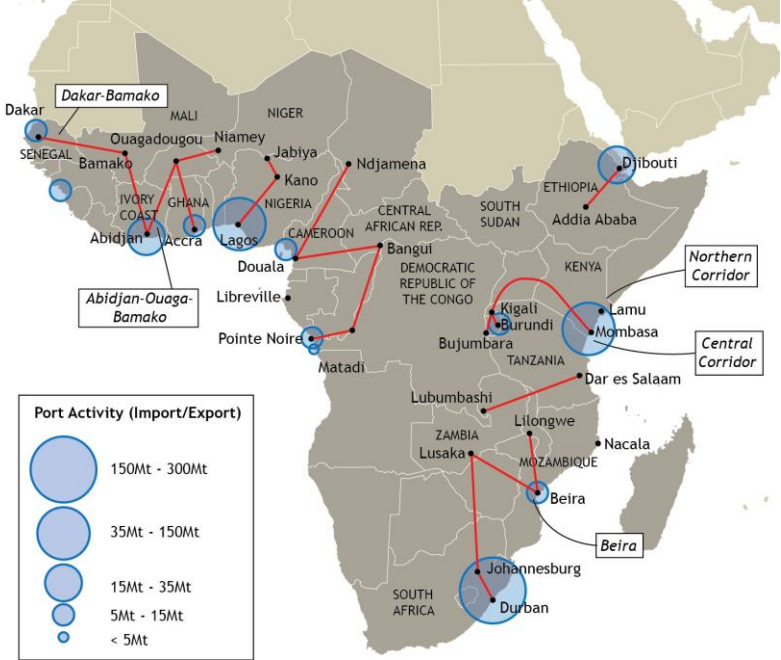 Dakar
Dakar-Bamako
MALI
NIGER
Ouagadougou
Niamey
SENEGAL
Bamako
Jabiya
Ndjamena
Djibouti
Kano
IVORY
COAST
GHANA
NIGERIA
ETHIOPIA
Addia Ababa
SOUTH
SUDAN
CENTRAL
AFRICAN REP.
Abidjan
Accra
Lagos
CAMEROON
Bangui
Douala
DEMOCRATIC
REPUBLIC OF
THE CONGO
KENYA
Northern
Corridor
Abidjan-Ouaga-
Bamako
Libreville
Kigali
Lamu
Burundi
Mombasa
Pointe Noire
Bujumbara
Central
Corridor
Matadi
TANZANIA
Dar es Salaam
Lubumbashi
Lilongwe
ZAMBIA
Lusaka
Nacala
MOZAMBIQUE
Beira
Beira
Johannesburg
SOUTH
AFRICA
Durban
Port Activity (Import/Export)
150Mt - 300Mt
35Mt - 150Mt
15Mt - 35Mt
5Mt - 15Mt
< 5Mt